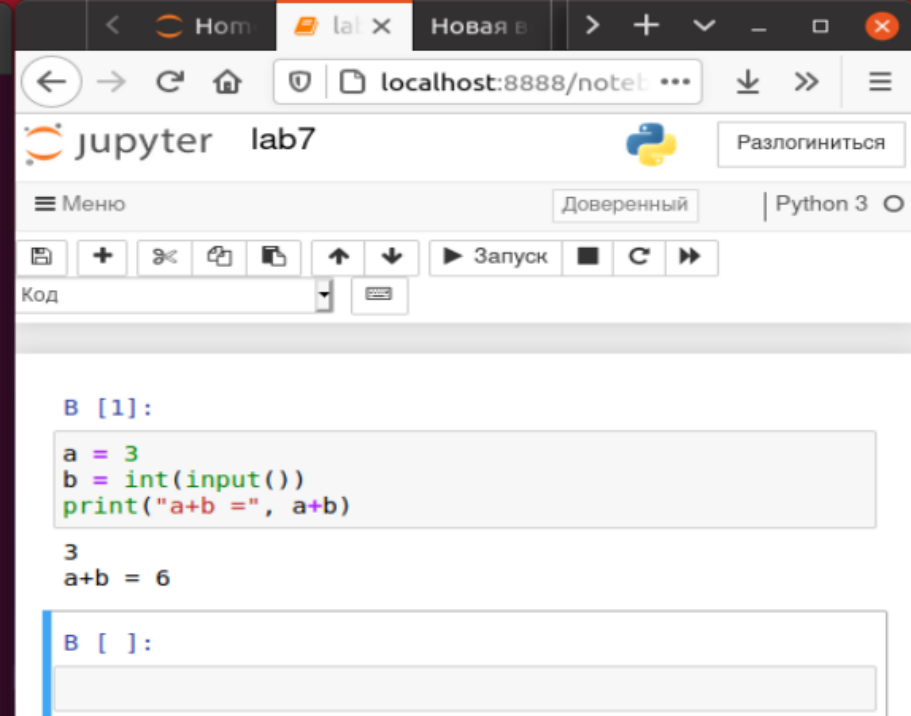 Hom
lab
Новая в
localhost:8888/noteb
jupyter lab7
Разлогиниться
Меню
Доверенный
Python 3
Запуск
Код
В [1]:
a = 3
b = int(input())
print("a+b =", a+b)
3
a+b = 6
В [ ]: